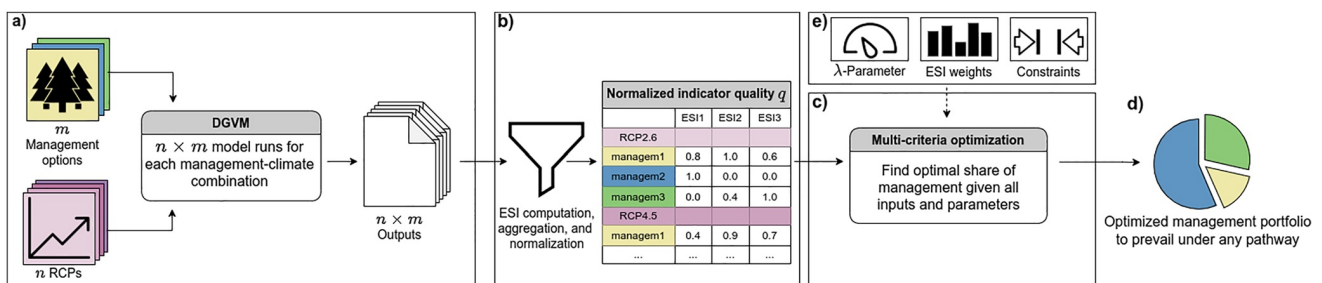 a)
m
Management
options
n RCPs
DGVM
n × m model runs for
each management-climate
combination
n × m
Outputs
b)
ESI computation,
aggregation, and
normalization
Normalized indicator quality q
ESI1 ESI2 ESI3
RCP2.6
managem1 0.8 1.0 0.6
managem2 1.0 0.0 0.0
managem3 0.0 0.4 1.0
RCP4.5
managem1 0.4 0.9 0.7
... ... ... ...
e)
λ-Parameter
ESI weights
Constraints
c)
Multi-criteria optimization
Find optimal share of
management given all
inputs and parameters
d)
Optimized management portfolio
to prevail under any pathway